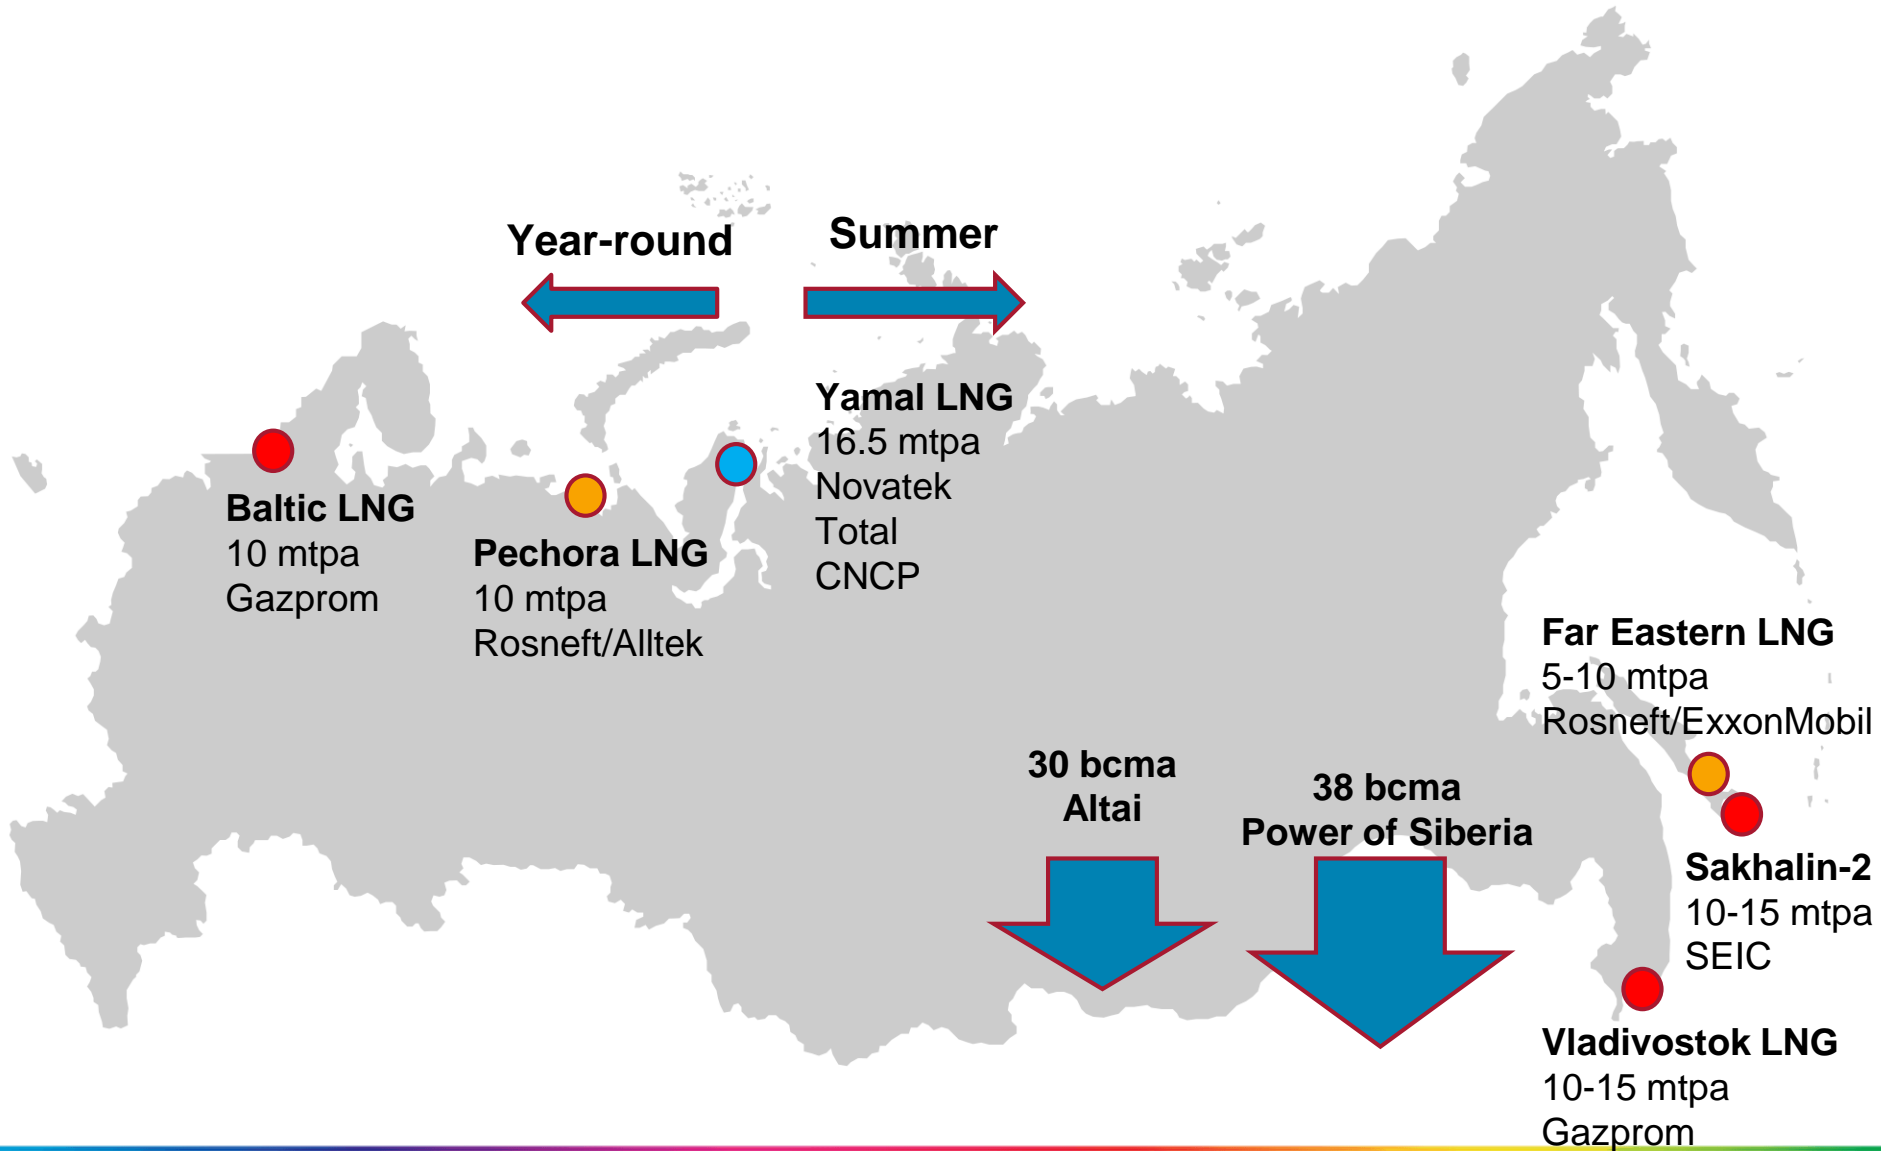 Year-round
Summer
Yamal LNG
16.5 mtpa
Novatek
Total
CNCP
Baltic LNG
10 mtpa
Gazprom
Pechora LNG
10 mtpa
Rosneft/Alltek
Far Eastern LNG
5-10 mtpa
Rosneft/ExxonMobil
30 bcma
Altai
38 bcma
Power of Siberia
Sakhalin-2
10-15 mtpa
SEIC
Vladivostok LNG
10-15 mtpa
Gazprom